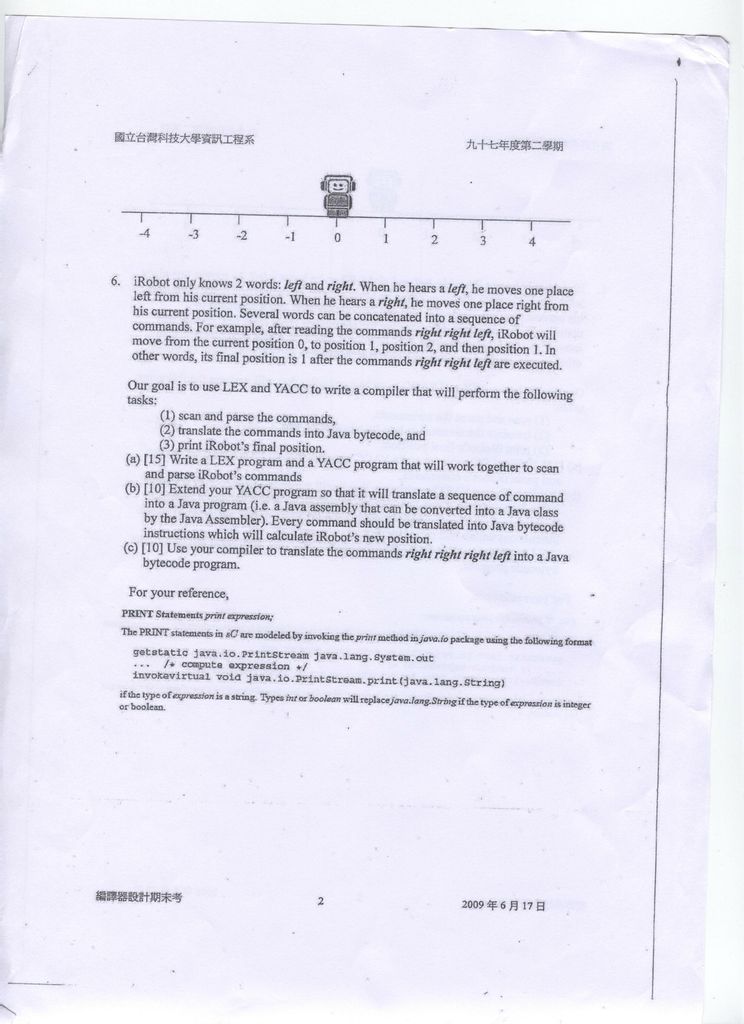 國立台灣科技大學資訊工程系 九十七年度第二學期
-4 -3 -2 -1 0 1 2 3 4
6. iRobot only knows 2 words: left and right. When he hears a left, he moves one place
left from his current position. When he hears a right, he moves one place right from
his current position. Several words can be concatenated into a sequence of
commands. For example, after reading the commands right right left, iRobot will
move from the current position 0, to position 1, position 2, and then position 1. In
other words, its final position is 1 after the commands right right left are executed.
Our goal is to use LEX and YACC to write a compiler that will perform the following
tasks:
(1) scan and parse the commands,
(2) translate the commands into Java bytecode, and
(3) print iRobot's final position.
(a) [15] Write a LEX program and a YACC program that will work together to scan
and parse iRobot's commands
(b) [10] Extend your YACC program so that it will translate a sequence of command
into a Java program (i.e. a Java assembly that can be converted into a Java class
by the Java Assembler). Every command should be translated into Java bytecode
instructions which will calculate iRobot's new position.
(c) [10] Use your compiler to translate the commands right right right left into a Java
bytecode program.
For your reference,
PRINT Statements print expression;
The PRINT statements in sC are modeled by invoking the print method in java.io package using the following format
getstatic java.io.PrintStream java.lang.System.out
... /* compute expression */
invokevirtual void java.io.PrintStream.print(java.lang.String)
if the type of expression is a string. Types int or boolean will replace java.lang.String if the type of expression is integer
or boolean.
編譯器設計期末考 2 2009 年 6 月 17 日